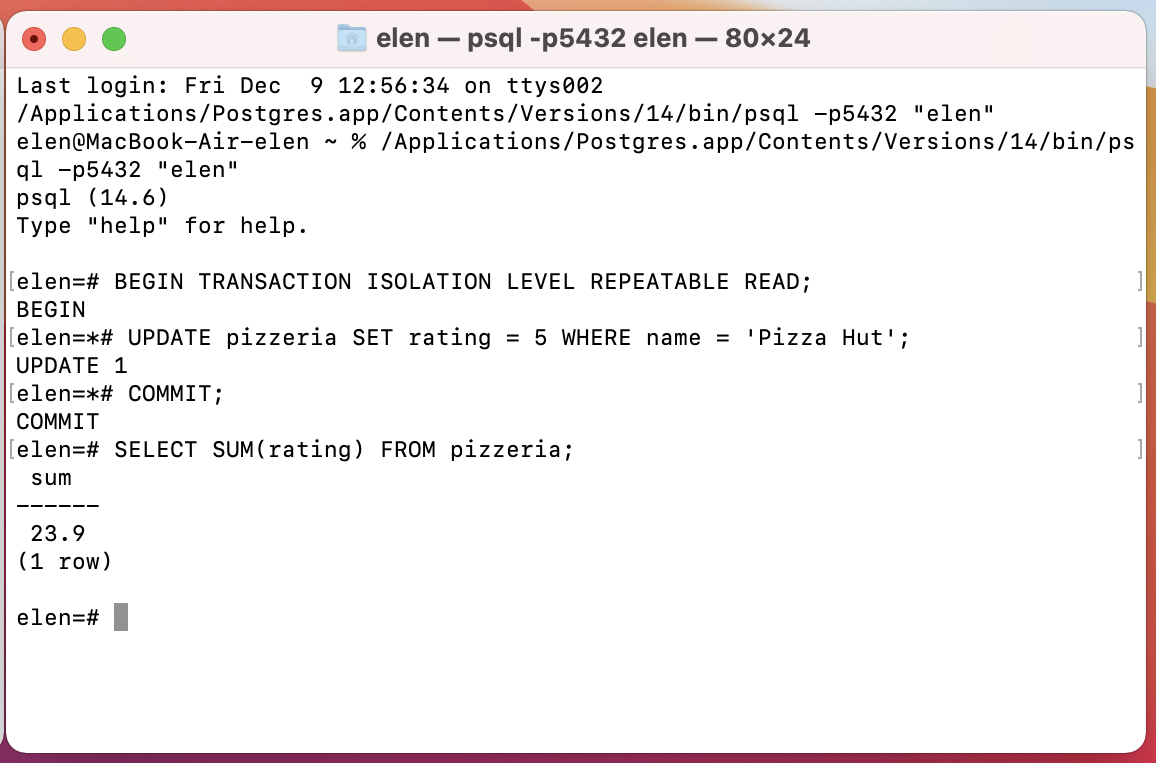 elen — psql -p5432 elen — 80×24
Last login: Fri Dec  9 12:56:34 on ttys002
/Applications/Postgres.app/Contents/Versions/14/bin/psql -p5432 "elen"
elen@MacBook-Air-elen ~ % /Applications/Postgres.app/Contents/Versions/14/bin/ps
ql -p5432 "elen"
psql (14.6)
Type "help" for help.
[elen=# BEGIN TRANSACTION ISOLATION LEVEL REPEATABLE READ; ]
BEGIN
[elen=*# UPDATE pizzeria SET rating = 5 WHERE name = 'Pizza Hut'; ]
UPDATE 1
[elen=*# COMMIT; ]
COMMIT
[elen=# SELECT SUM(rating) FROM pizzeria; ]
 sum
------
 23.9
(1 row)
elen=#